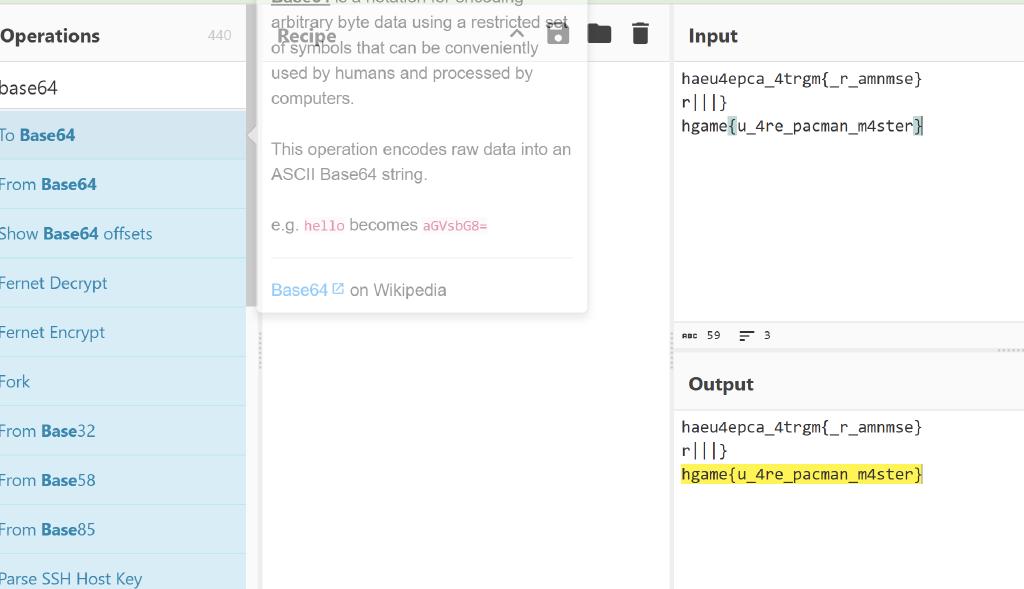 Operations 440
base64
To Base64
From Base64
Show Base64 offsets
Fernet Decrypt
Fernet Encrypt
Fork
From Base32
From Base58
From Base85
Parse SSH Host Key
Recipe
Base64 is a notation for encoding
arbitrary byte data using a restricted set
of symbols that can be conveniently
used by humans and processed by
computers.
This operation encodes raw data into an
ASCII Base64 string.
e.g. hello becomes aGVsbG8=
Base64 on Wikipedia
Input
haeu4epca_4trgm{_r_amnmse}
r|||}
hgame{u_4re_pacman_m4ster}
ABC 59 3
Output
haeu4epca_4trgm{_r_amnmse}
r|||}
hgame{u_4re_pacman_m4ster}